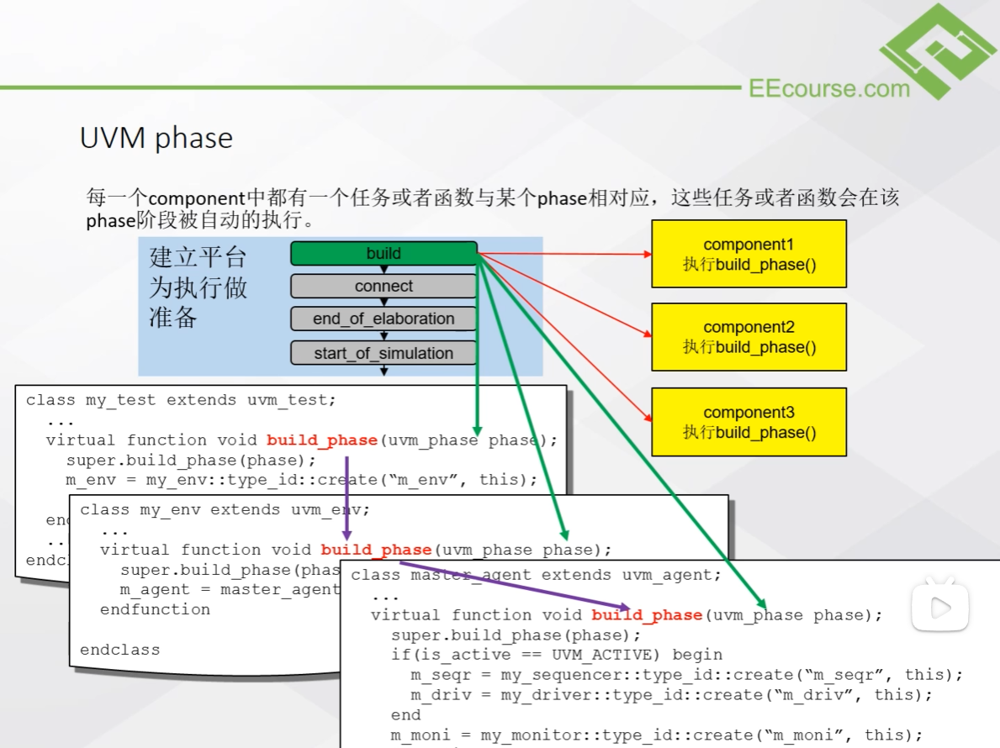 EEcourse.com
UVM phase
每一个component中都有一个任务或者函数与某个phase相对应，这些任务或者函数会在该
phase阶段被自动的执行。
建立平台
为执行做
准备
build
connect
end_of_elaboration
start_of_simulation
component1
执行build_phase()
component2
执行build_phase()
component3
执行build_phase()
class my_test extends uvm_test;
...
virtual function void build_phase(uvm_phase phase);
super.build_phase(phase);
m_env = my_env::type_id::create(“m_env”, this);
class my_env extends uvm_env;
...
virtual function void build_phase(uvm_phase phase);
super.build_phase(phas
m_agent = master_agent
endfunction
endclass
class master_agent extends uvm_agent;
...
virtual function void build_phase(uvm_phase phase);
super.build_phase(phase);
if(is_active == UVM_ACTIVE) begin
m_seqr = my_sequencer::type_id::create(“m_seqr”, this);
m_driv = my_driver::type_id::create(“m_driv”, this);
end
m_moni = my_monitor::type_id::create(“m_moni”, this);